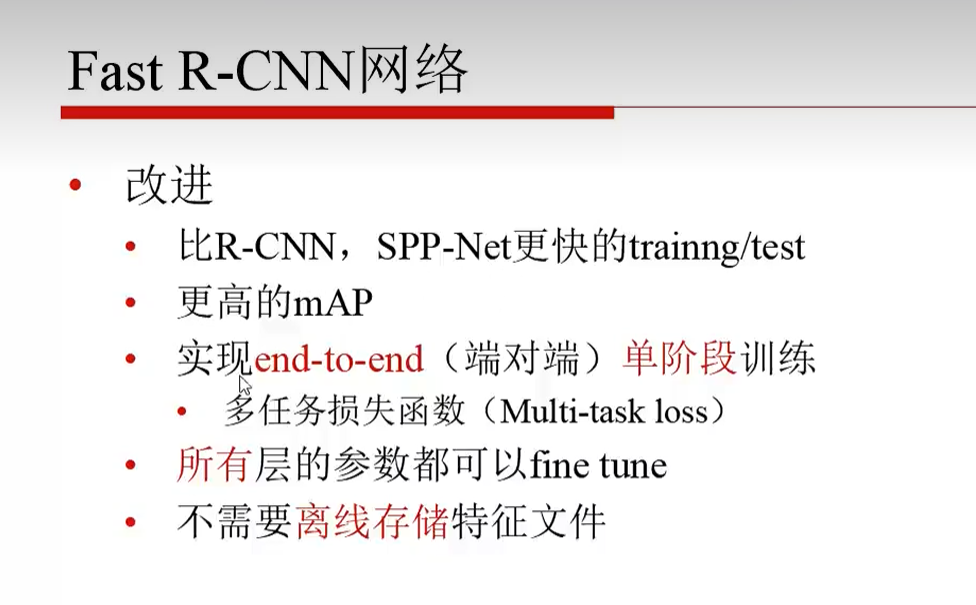 Fast R-CNN网络
• 改进
• 比R-CNN，SPP-Net更快的trainng/test
• 更高的mAP
• 实现end-to-end（端对端）单阶段训练
• 多任务损失函数（Multi-task loss）
• 所有层的参数都可以fine tune
• 不需要离线存储特征文件